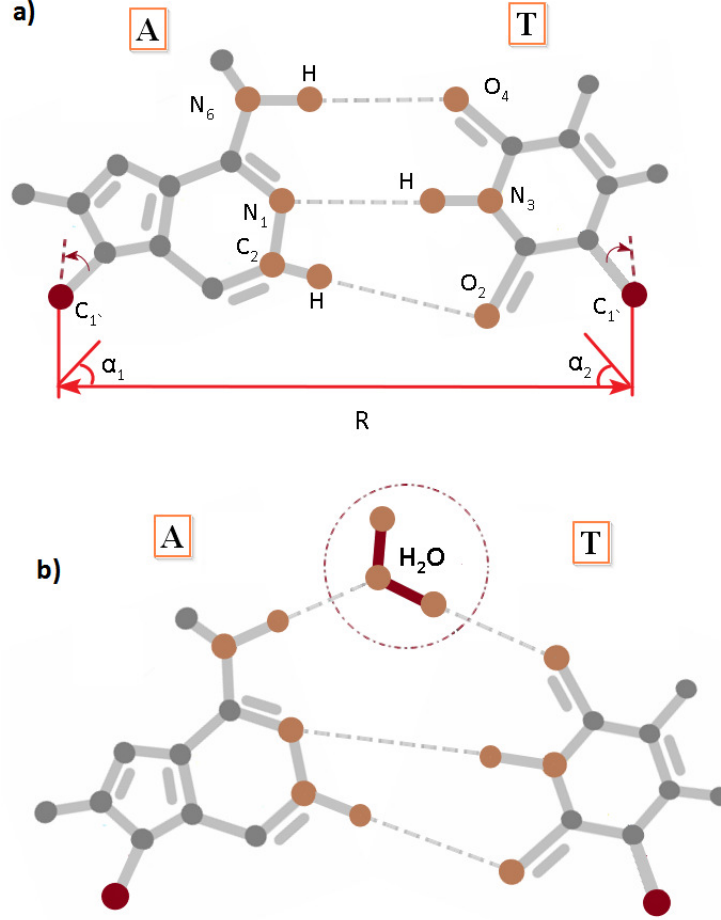 a)
A
T
H
O₄
N₆
H
N₁
N₃
C₂
H
O₂
C₁`
C₁`
α₁
α₂
R
A
T
H₂O
b)